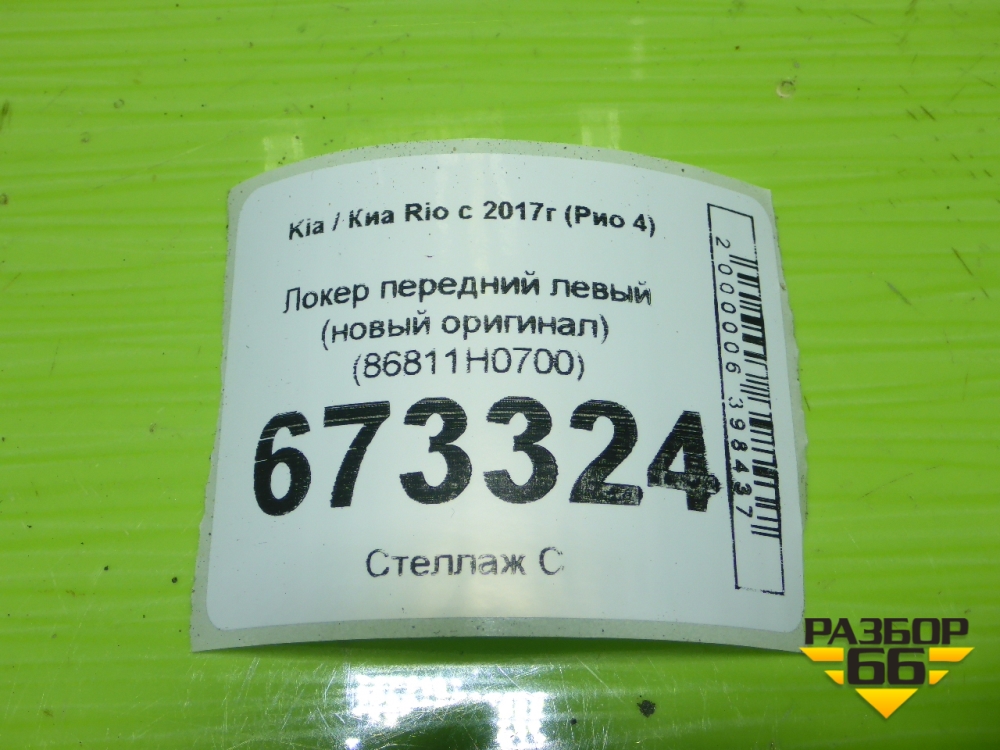 Kia / Киа Rio с 2017г (Рио 4)
Локер передний левый
(новый оригинал)
(86811H0700)
673324
Стеллаж С
2000006398437
РАЗБОР
66